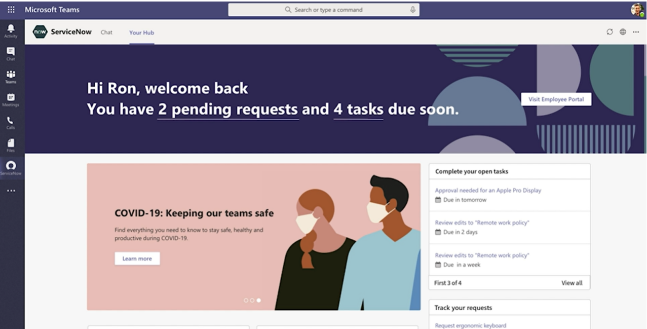 Microsoft Teams
Search or type a command
Activity
Chat
Teams
Meetings
Calls
Files
ServiceNow
now
ServiceNow
Chat
Your Hub
Hi Ron, welcome back
You have 2 pending requests and 4 tasks due soon.
Visit Employee Portal
COVID-19: Keeping our teams safe
Find everything you need to know to stay safe, healthy and
productive during COVID-19.
Learn more
Complete your open tasks
Approval needed for an Apple Pro Display
Due in tomorrow
Review edits to "Remote work policy"
Due in 2 days
Review edits to "Remote work policy"
Due in a week
First 3 of 4
View all
Track your requests
Request ergonomic keyboard